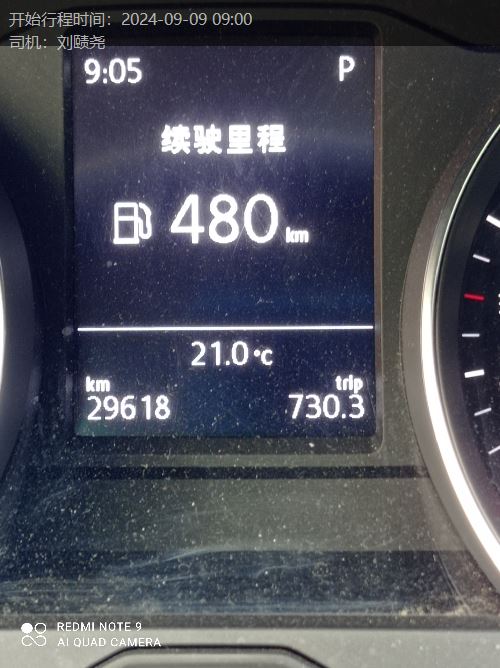 开始行程时间：2024-09-09 09:00
司机：刘赜尧
9:05 P
续驶里程
480 km
21.0 °C
km trip
29618 730.3
REDMI NOTE 9
AI QUAD CAMERA